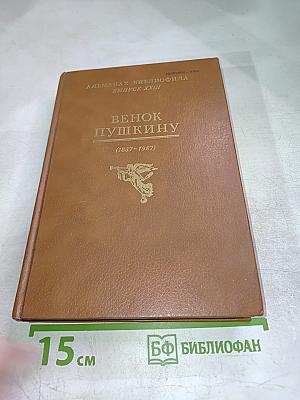 АЛЬМАНАХ БИБЛИОФИЛА
ВЫПУСК XXIII
ВЕНОК
ПУШКИНУ
(1837-1987)
15 см
БФ БИБЛИОФАН